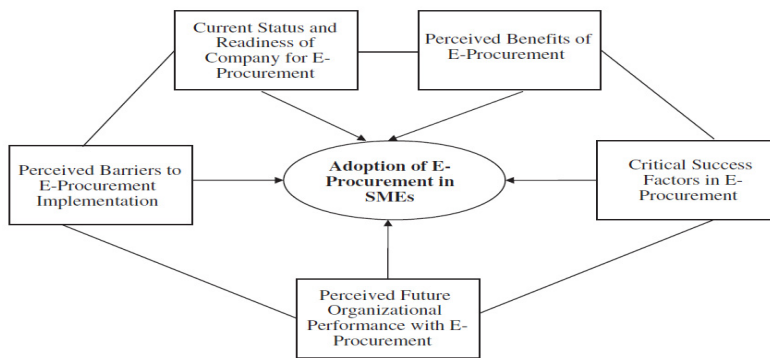 Current Status and
Readiness of
Company for E-
Procurement
Perceived Benefits of
E-Procurement
Perceived Barriers to
E-Procurement
Implementation
Adoption of E-
Procurement in
SMEs
Critical Success
Factors in E-
Procurement
Perceived Future
Organizational
Performance with E-
Procurement